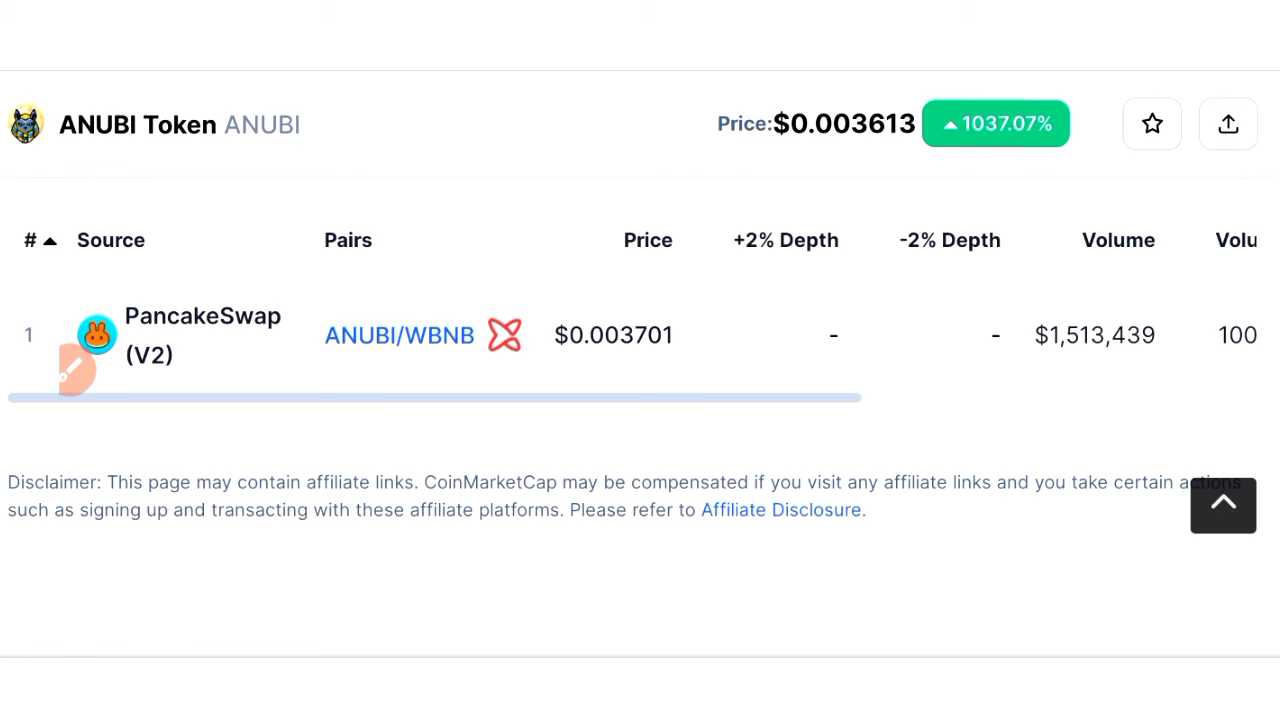 ANUBI Token ANUBI Price:$0.003613 1037.07%
# Source Pairs Price +2% Depth -2% Depth Volume Volu
1 PancakeSwap (V2) ANUBI/WBNB $0.003701 - - $1,513,439 100
Disclaimer: This page may contain affiliate links. CoinMarketCap may be compensated if you visit any affiliate links and you take certain actions
such as signing up and transacting with these affiliate platforms. Please refer to Affiliate Disclosure.